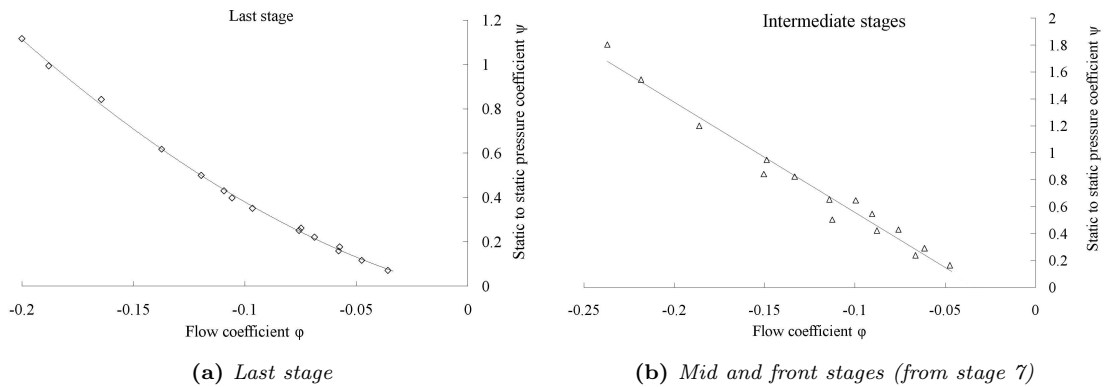 Last stage
1.2
1
0.8
0.6
0.4
0.2
0
Static to static pressure coefficient ψ
-0.2 -0.15 -0.1 -0.05 0
Flow coefficient φ
(a) Last stage
Intermediate stages
2
1.8
1.6
1.4
1.2
1
0.8
0.6
0.4
0.2
0
Static to static pressure coefficient ψ
-0.25 -0.2 -0.15 -0.1 -0.05 0
Flow coefficient φ
(b) Mid and front stages (from stage 7)